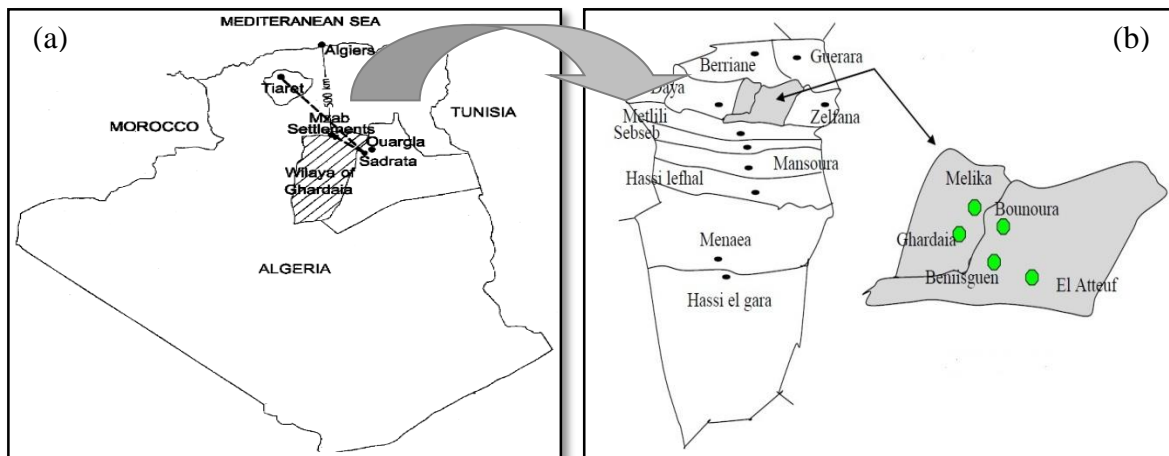 (a)
MEDITERANEAN SEA
Algiers
500 km
Tiaret
TUNISIA
MOROCCO
Mzab
Settlements
Ouargla
Sadrata
Wilaya of
Ghardaia
ALGERIA
(b)
Berriane
Guerara
Daya
Metlili
Zelfana
Sebseb
Mansoura
Hassi lefhal
Menaea
Hassi el gara
Melika
Bounoura
Ghardaia
Beniisguen
El Atteuf